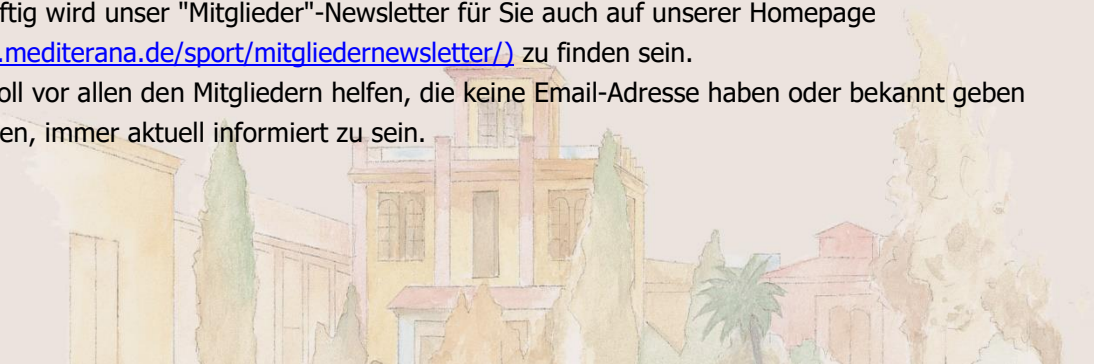 ftig wird unser "Mitglieder"-Newsletter für Sie auch auf unserer Homepage
.mediterana.de/sport/mitgliedernewsletter/) zu finden sein.
oll vor allen den Mitgliedern helfen, die keine Email-Adresse haben oder bekannt geben
en, immer aktuell informiert zu sein.